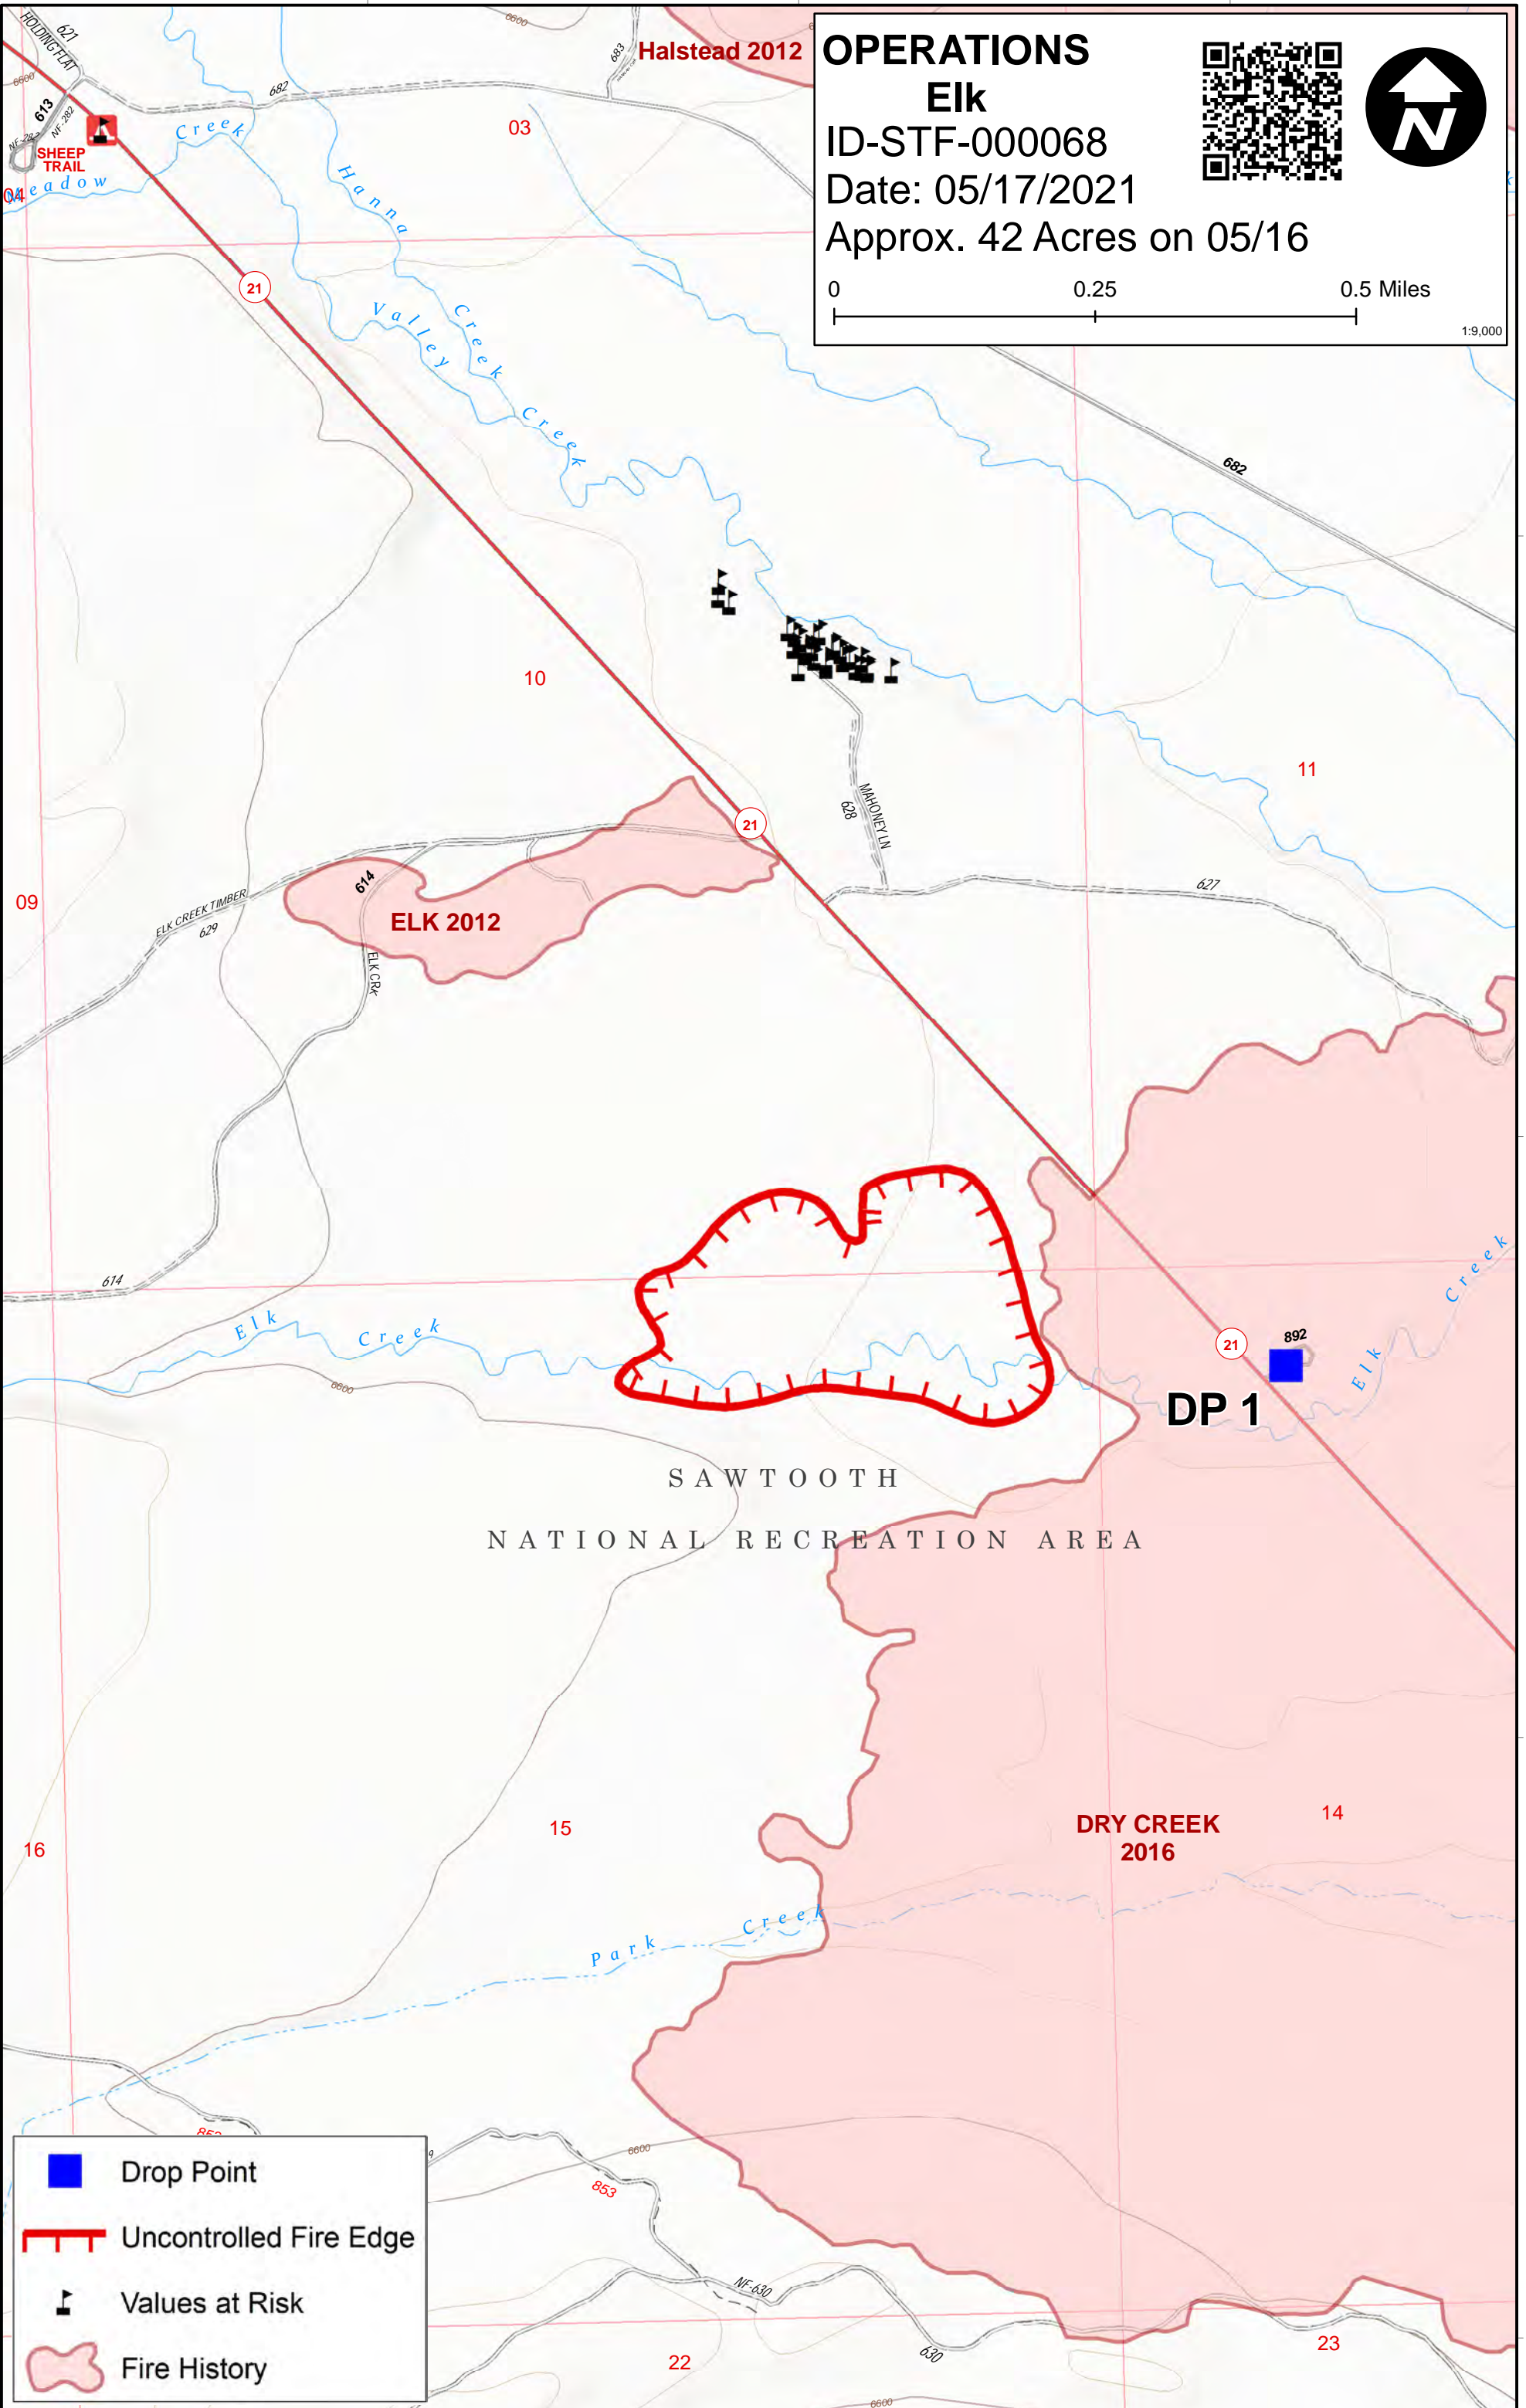 OPERATIONS
Elk
ID-STF-000068
Date: 05/17/2021
Approx. 42 Acres on 05/16
0 0.25 0.5 Miles
1:9,000
N
6600
621
HOLDING FLAT
6600
613
NF-282
SHEEP
TRAIL
04
Meadow Creek
682
683
Halstead 2012
03
Hanna Creek
21
Valley Creek
682
10
11
21
MAHONEY LN
628
627
09
ELK CREEK TIMBER
629
614
ELK 2012
ELK CRK
614
Elk Creek
6600
21
892
DP 1
Elk Creek
SAWTOOTH
NATIONAL RECREATION AREA
16
15
DRY CREEK
2016
14
Park Creek
6600
853
NF-630
630
22
23
6600
Drop Point
Uncontrolled Fire Edge
Values at Risk
Fire History